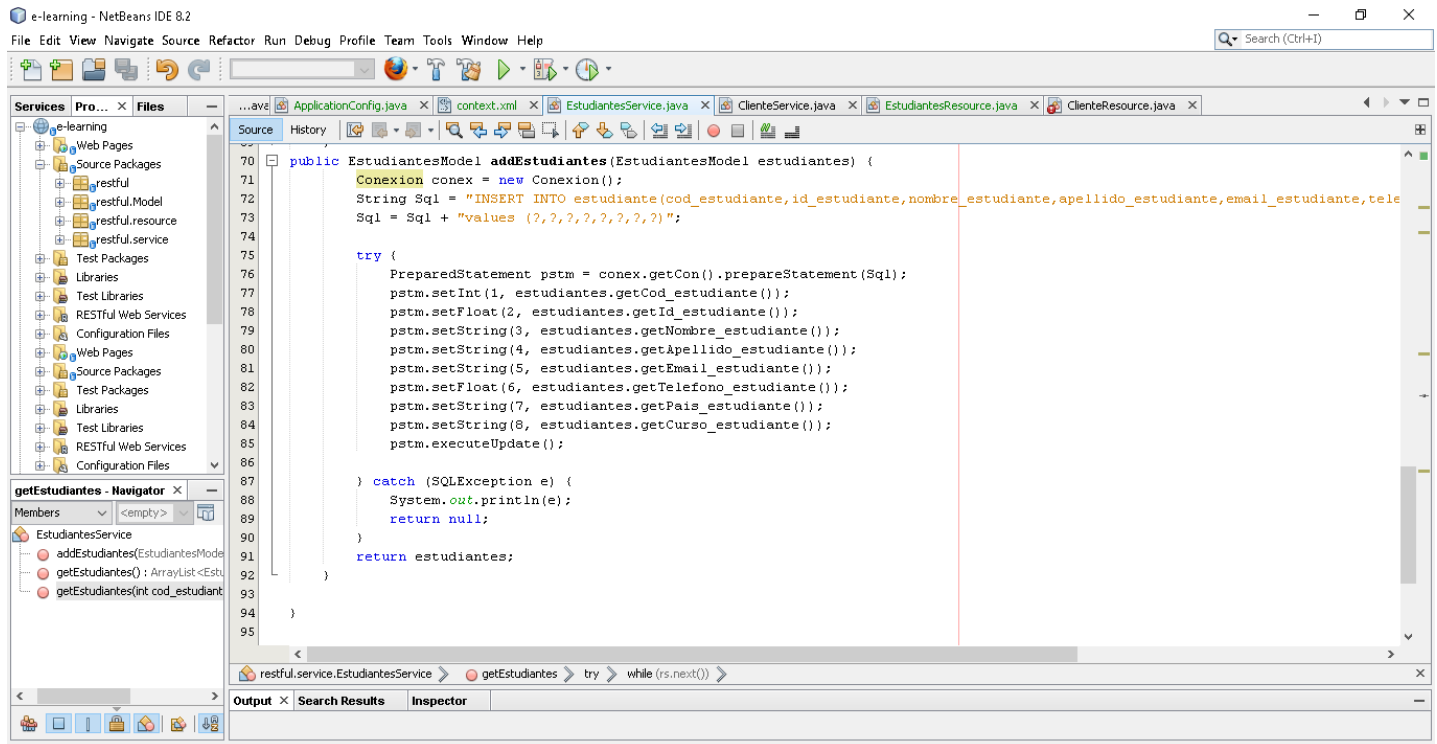 e-learning - NetBeans IDE 8.2
File Edit View Navigate Source Refactor Run Debug Profile Team Tools Window Help
Search (Ctrl+I)
Services Pro... Files
...ava ApplicationConfig.java context.xml EstudiantesService.java ClienteService.java EstudiantesResource.java ClienteResource.java
Source History
e-learning
Web Pages
Source Packages
restful
restful.Model
restful.resource
restful.service
Test Packages
Libraries
Test Libraries
RESTful Web Services
Configuration Files
Web Pages
Source Packages
Test Packages
Libraries
Test Libraries
RESTful Web Services
Configuration Files
getEstudiantes - Navigator
Members <empty>
EstudiantesService
addEstudiantes(EstudiantesMode
getEstudiantes() : ArrayList<Estu
getEstudiantes(int cod_estudiant
70 public EstudiantesModel addEstudiantes(EstudiantesModel estudiantes) {
71 Conexion conex = new Conexion();
72 String Sql = "INSERT INTO estudiante(cod_estudiante,id_estudiante,nombre_estudiante,apellido_estudiante,email_estudiante,tele
73 Sql = Sql + "values (?,?,?,?,?,?,?,?)";
74
75 try {
76 PreparedStatement pstm = conex.getCon().prepareStatement(Sql);
77 pstm.setInt(1, estudiantes.getCod_estudiante());
78 pstm.setFloat(2, estudiantes.getId_estudiante());
79 pstm.setString(3, estudiantes.getNombre_estudiante());
80 pstm.setString(4, estudiantes.getApellido_estudiante());
81 pstm.setString(5, estudiantes.getEmail_estudiante());
82 pstm.setFloat(6, estudiantes.getTelefono_estudiante());
83 pstm.setString(7, estudiantes.getPais_estudiante());
84 pstm.setString(8, estudiantes.getCurso_estudiante());
85 pstm.executeUpdate();
86
87 } catch (SQLException e) {
88 System.out.println(e);
89 return null;
90 }
91 return estudiantes;
92 }
93
94 }
95
restful.service.EstudiantesService getEstudiantes try while (rs.next())
Output Search Results Inspector